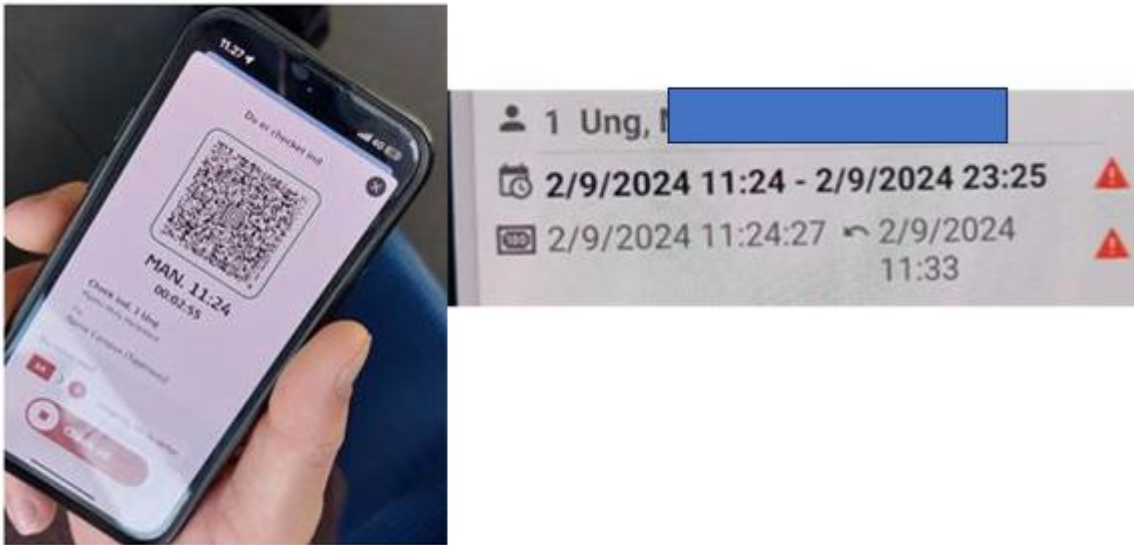 11.27
4G
Du er checket ind
MAN. 11:24
00:02:55
Check ind, 1 Ung
1 Ung,
2/9/2024 11:24 - 2/9/2024 23:25
2/9/2024 11:24:27 2/9/2024
11:33